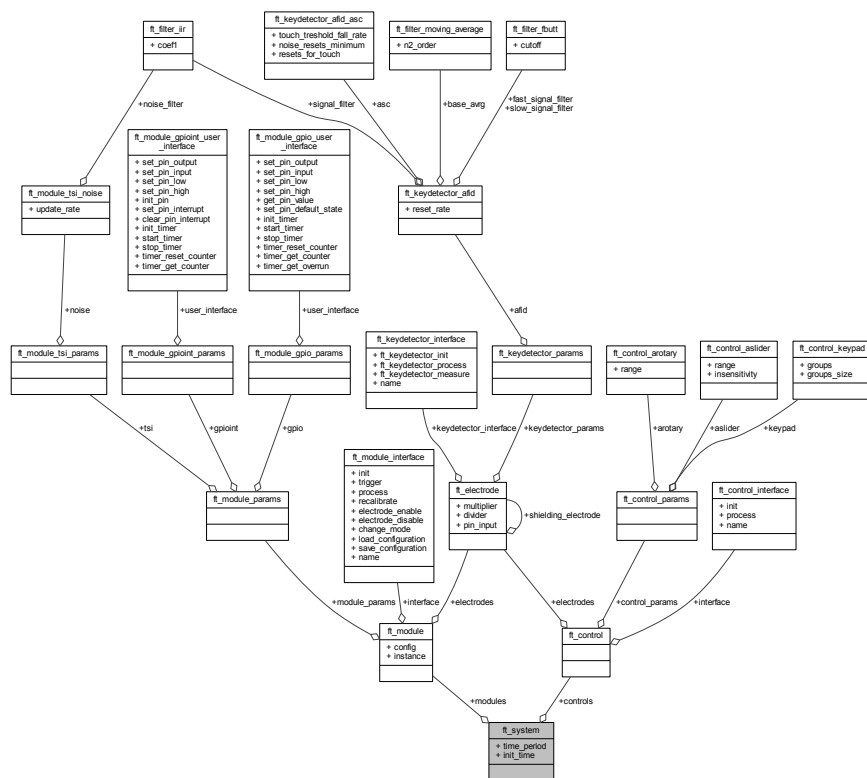 ft_filter_iir
+ coef1
ft_keydetector_afid_asc
+ touch_treshold_fall_rate
+ noise_resets_minimum
+ resets_for_touch
ft_filter_moving_average
+ n2_order
ft_filter_fbutt
+ cutoff
+noise_filter
+signal_filter
+asc
+base_avrg
+fast_signal_filter
+slow_signal_filter
ft_module_tsi_noise
+ update_rate
ft_module_gpioint_user
_interface
+ set_pin_output
+ set_pin_input
+ set_pin_low
+ set_pin_high
+ init_pin
+ set_pin_interrupt
+ clear_pin_interrupt
+ init_timer
+ start_timer
+ stop_timer
+ timer_reset_counter
+ timer_get_counter
ft_module_gpio_user
_interface
+ set_pin_output
+ set_pin_input
+ set_pin_low
+ set_pin_high
+ get_pin_value
+ set_pin_default_state
+ init_timer
+ start_timer
+ stop_timer
+ timer_reset_counter
+ timer_get_counter
+ timer_get_overrun
ft_keydetector_afid
+ reset_rate
+noise
+user_interface
+user_interface
+afid
ft_module_tsi_params
ft_module_gpioint_params
ft_module_gpio_params
ft_keydetector_interface
+ ft_keydetector_init
+ ft_keydetector_process
+ ft_keydetector_measure
+ name
ft_keydetector_params
ft_control_arotary
+ range
ft_control_aslider
+ range
+ insensitivity
ft_control_keypad
+ groups
+ groups_size
+tsi
+gpioint
+gpio
+keydetector_interface
+keydetector_params
+arotary
+aslider
+keypad
ft_module_params
ft_module_interface
+ init
+ trigger
+ process
+ recalibrate
+ electrode_enable
+ electrode_disable
+ change_mode
+ load_configuration
+ save_configuration
+ name
ft_electrode
+ multiplier
+ divider
+ pin_input
+shielding_electrode
ft_control_params
ft_control_interface
+ init
+ process
+ name
+module_params
+interface
+electrodes
+electrodes
+control_params
+interface
ft_module
+ config
+ instance
ft_control
+modules
+controls
ft_system
+ time_period
+ init_time